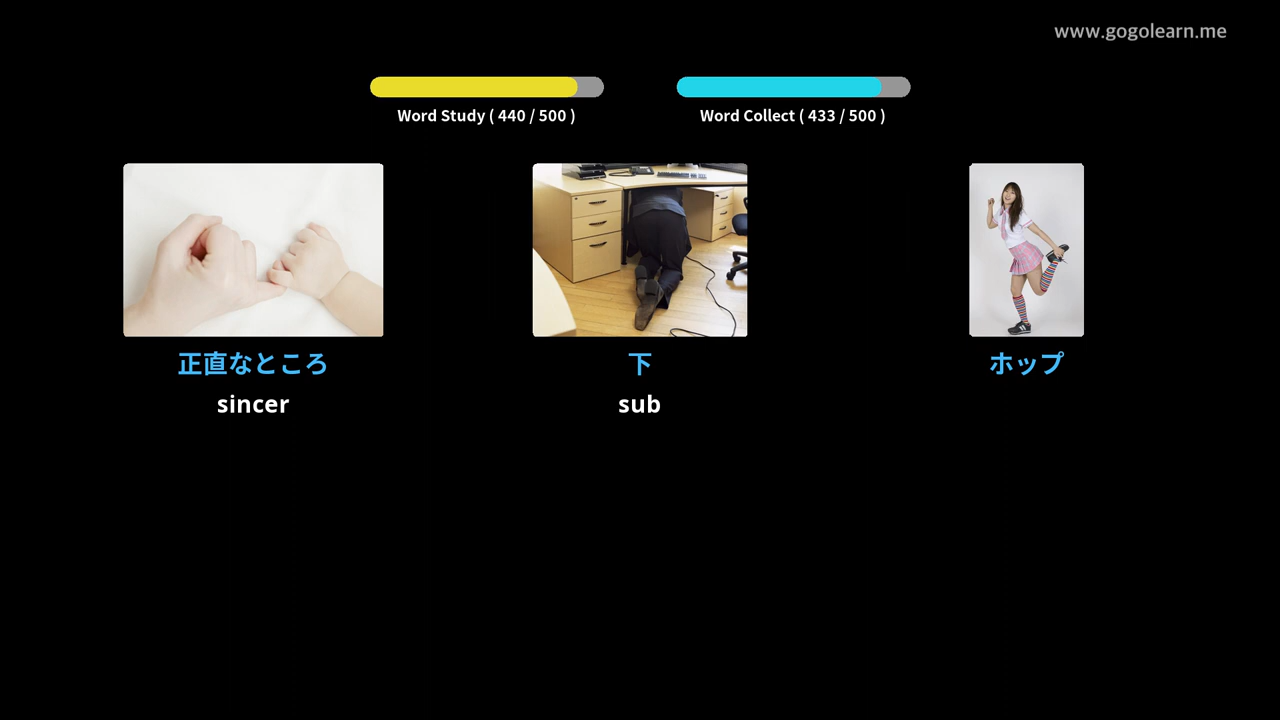 www.gogolearn.me
Word Study ( 440 / 500 )
Word Collect ( 433 / 500 )
正直なところ
下
ホップ
sincer
sub